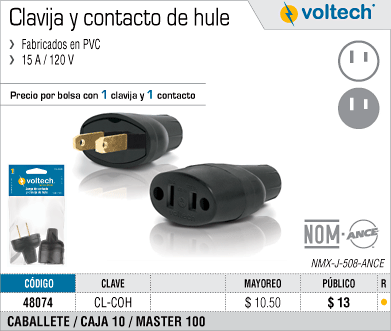 Clavija y contacto de hule
voltech
Fabricados en PVC
15 A / 120 V
Precio por bolsa con 1 clavija y 1 contacto
voltech
NOM - ANCE
NMX-J-508-ANCE
CÓDIGO CLAVE MAYOREO PÚBLICO R
48074 CL-COH $ 10.50 $ 13
CABALLETE / CAJA 10 / MASTER 100